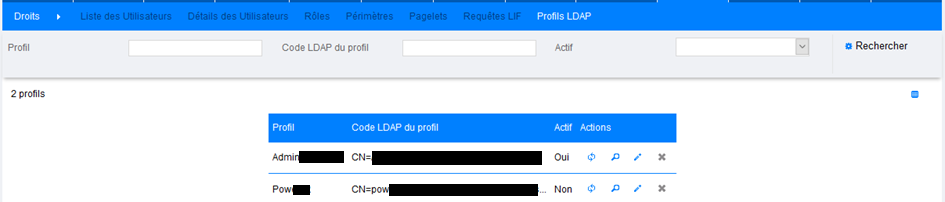 Droits Liste des Utilisateurs Détails des Utilisateurs Rôles Périmètres Pagelets Requêtes LIF Profils LDAP
Profil Code LDAP du profil Actif Rechercher
2 profils
Profil Code LDAP du profil Actif Actions
Admin CN= Oui
Pow CN=pow ... Non